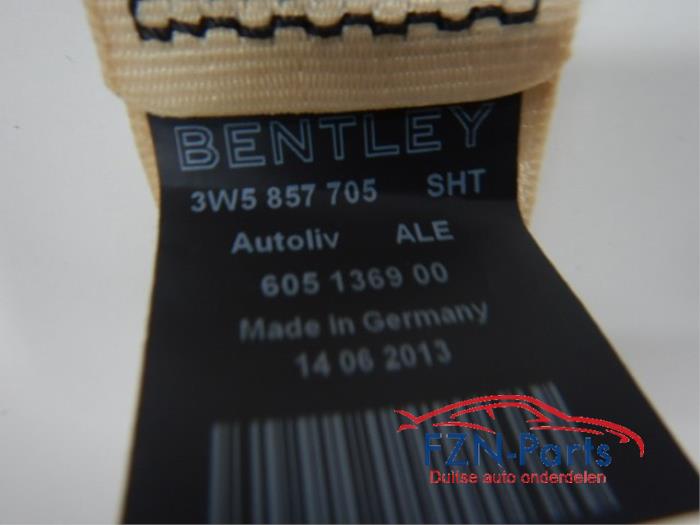 BENTLEY
3W5 857 705 SHT
Autoliv ALE
605 1369 00
Made in Germany
14 06 2013
FZN-Parts
Duitse auto onderdelen